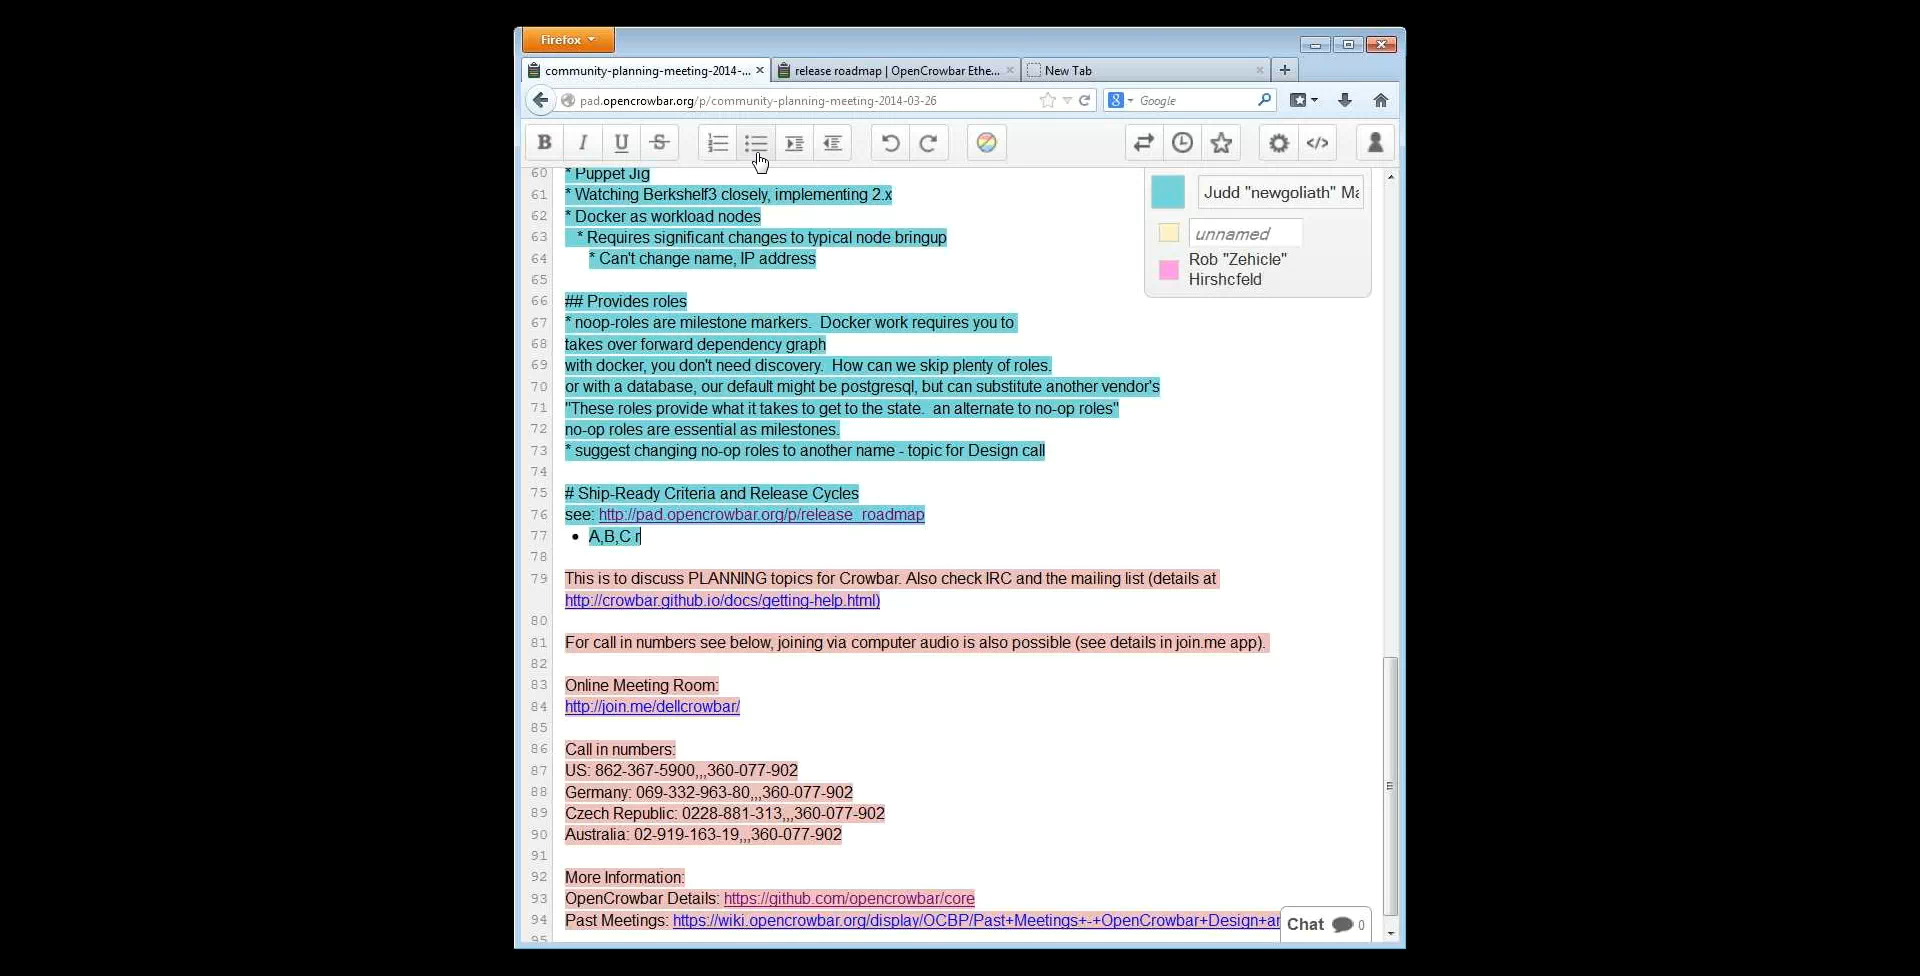 Firefox
community-planning-meeting-2014-...
release roadmap | OpenCrowbar Ethe...
New Tab
pad.opencrowbar.org/p/community-planning-meeting-2014-03-26
Google
B I U S
Judd "newgoliath" Ma
unnamed
Rob "Zehicle"
Hirshcfeld
60 * Puppet Jig
61 * Watching Berkshelf3 closely, implementing 2.x
62 * Docker as workload nodes
63 * Requires significant changes to typical node bringup
64 * Can't change name, IP address
65
66 ## Provides roles
67 * noop-roles are milestone markers.  Docker work requires you to
68 takes over forward dependency graph
69 with docker, you don't need discovery.  How can we skip plenty of roles.
70 or with a database, our default might be postgresql, but can substitute another vendor's
71 "These roles provide what it takes to get to the state.  an alternate to no-op roles"
72 no-op roles are essential as milestones.
73 * suggest changing no-op roles to another name - topic for Design call
74
75 # Ship-Ready Criteria and Release Cycles
76 see: http://pad.opencrowbar.org/p/release_roadmap
77 • A,B,C r
78
79 This is to discuss PLANNING topics for Crowbar. Also check IRC and the mailing list (details at
http://crowbar.github.io/docs/getting-help.html)
80
81 For call in numbers see below, joining via computer audio is also possible (see details in join.me app).
82
83 Online Meeting Room:
84 http://join.me/dellcrowbar/
85
86 Call in numbers:
87 US: 862-367-5900,,,360-077-902
88 Germany: 069-332-963-80,,,360-077-902
89 Czech Republic: 0228-881-313,,,360-077-902
90 Australia: 02-919-163-19,,,360-077-902
91
92 More Information:
93 OpenCrowbar Details: https://github.com/opencrowbar/core
94 Past Meetings: https://wiki.opencrowbar.org/display/OCBP/Past+Meetings+-+OpenCrowbar+Design+ar
95
Chat 0